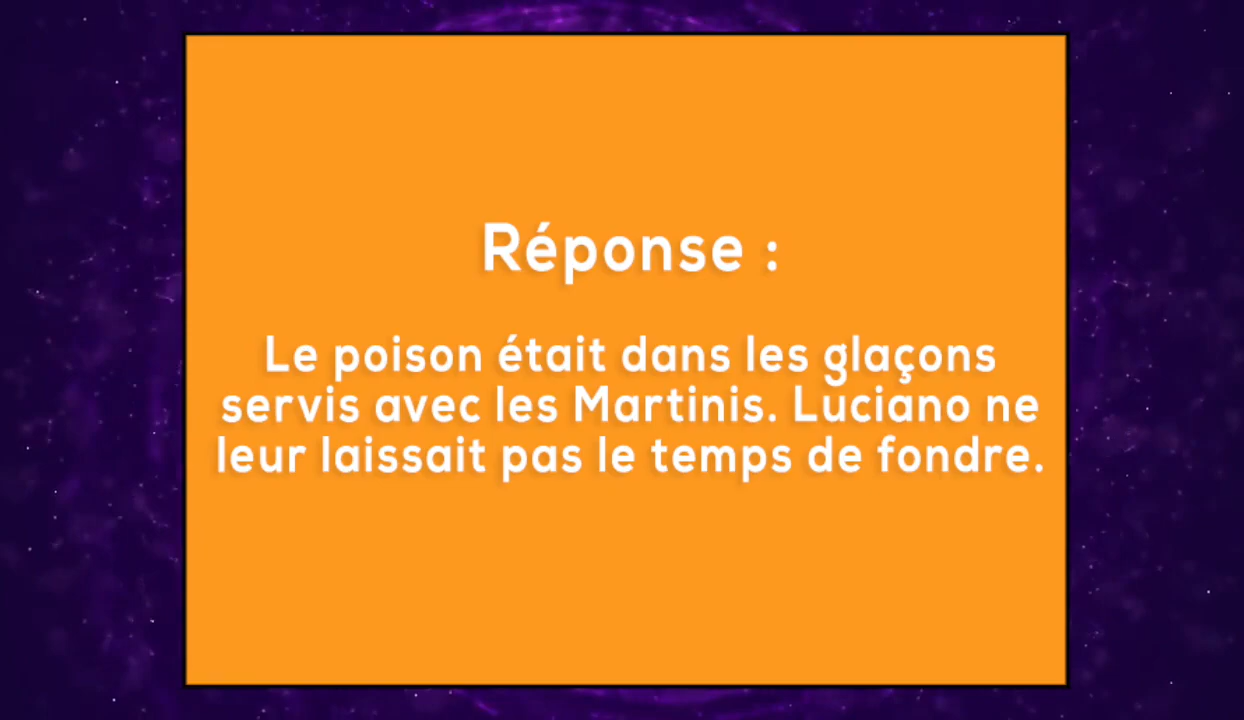 Réponse :
Le poison était dans les glaçons
servis avec les Martinis. Luciano ne
leur laissait pas le temps de fondre.